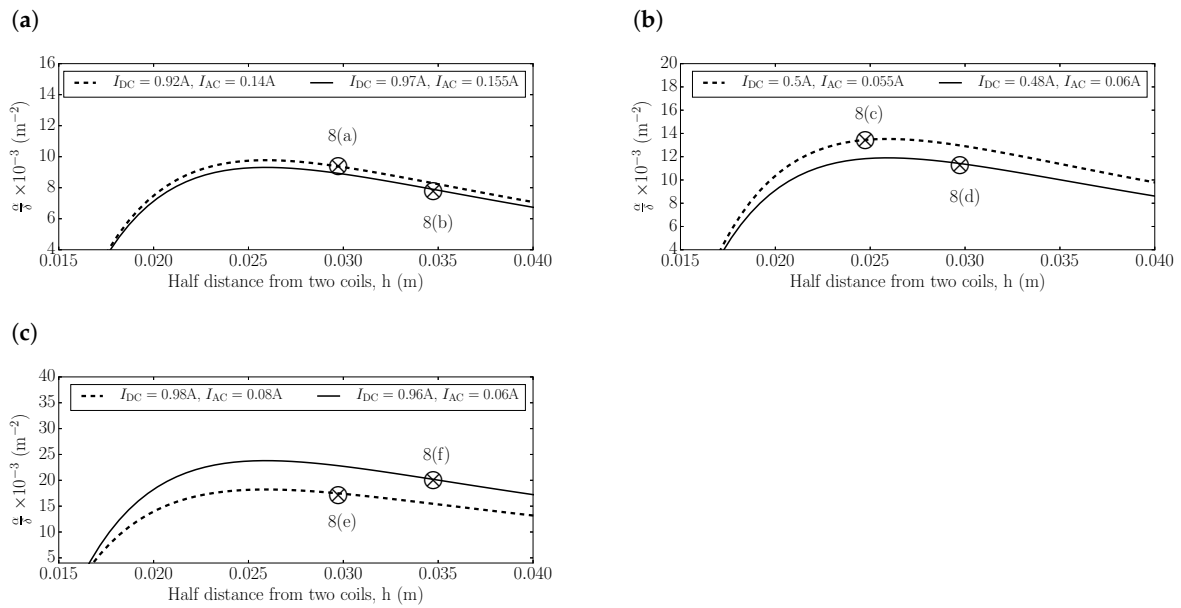 (a)
16
14
12
10
8
6
4
0.015 0.020 0.025 0.030 0.035 0.040
α/δ ×10⁻³ (m⁻²)
Half distance from two coils, h (m)
I_DC = 0.92A, I_AC = 0.14A
I_DC = 0.97A, I_AC = 0.155A
8(a)
8(b)
(b)
20
18
16
14
12
10
8
6
4
0.015 0.020 0.025 0.030 0.035 0.040
α/δ ×10⁻³ (m⁻²)
Half distance from two coils, h (m)
I_DC = 0.5A, I_AC = 0.055A
I_DC = 0.48A, I_AC = 0.06A
8(c)
8(d)
(c)
40
35
30
25
20
15
10
5
0.015 0.020 0.025 0.030 0.035 0.040
α/δ ×10⁻³ (m⁻²)
Half distance from two coils, h (m)
I_DC = 0.98A, I_AC = 0.08A
I_DC = 0.96A, I_AC = 0.06A
8(f)
8(e)